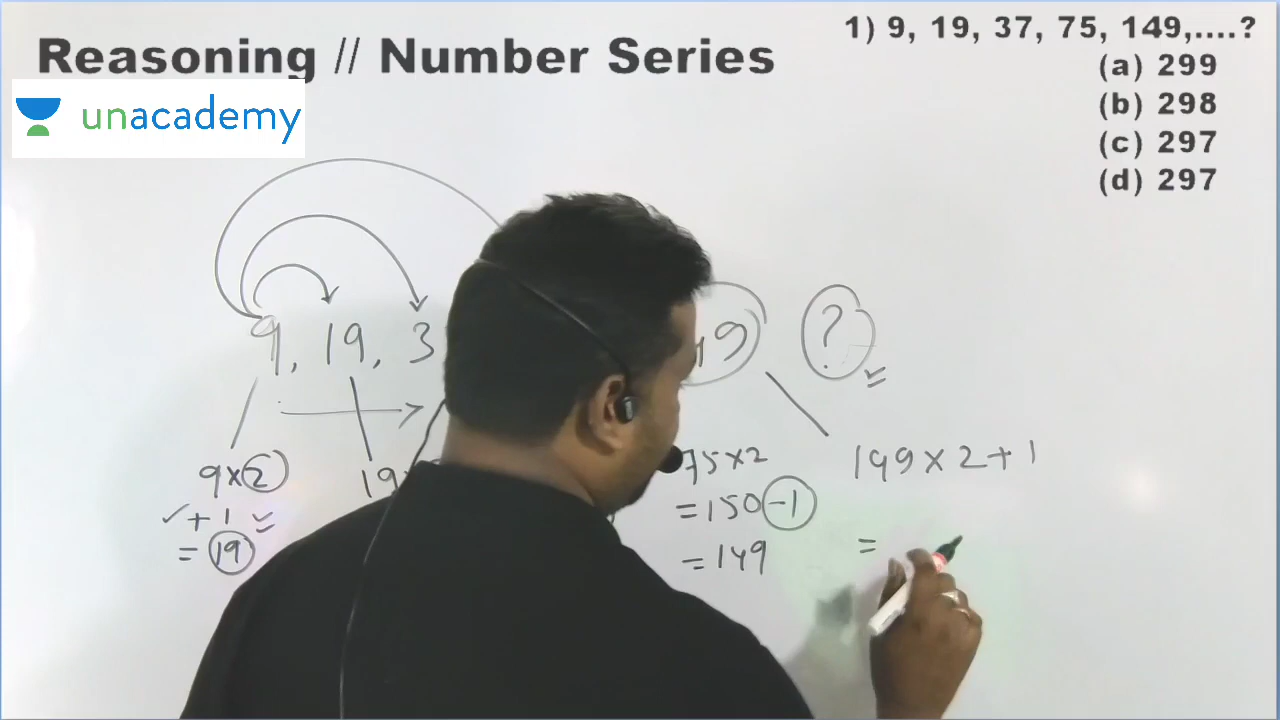 Reasoning // Number Series
unacademy
1) 9, 19, 37, 75, 149,....?
(a) 299
(b) 298
(c) 297
(d) 297
9, 19, 3 9 ?
9×2
+ 1
= 19
19×
75×2
=150-1
=149
149×2+1
=